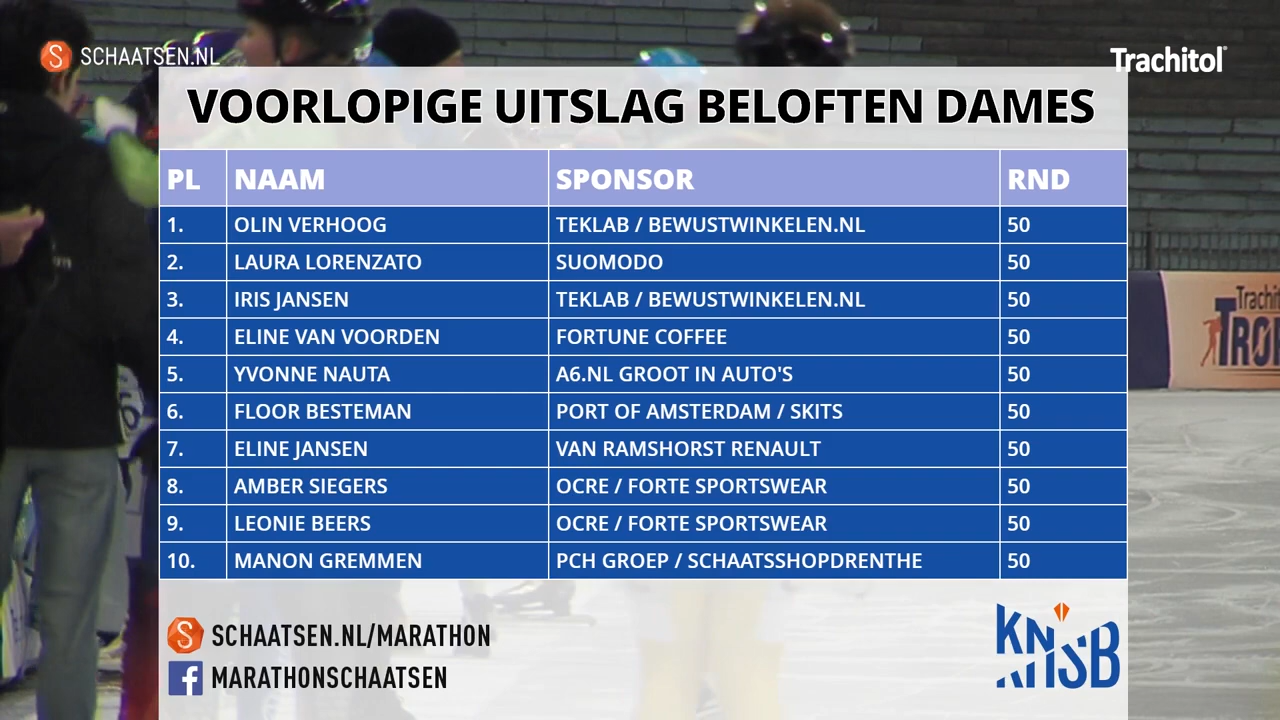 SCHAATSEN.NL
Trachitol
VOORLOPIGE UITSLAG BELOFTEN DAMES
PL NAAM SPONSOR RND
1. OLIN VERHOOG TEKLAB / BEWUSTWINKELEN.NL 50
2. LAURA LORENZATO SUOMODO 50
3. IRIS JANSEN TEKLAB / BEWUSTWINKELEN.NL 50
4. ELINE VAN VOORDEN FORTUNE COFFEE 50
5. YVONNE NAUTA A6.NL GROOT IN AUTO'S 50
6. FLOOR BESTEMAN PORT OF AMSTERDAM / SKITS 50
7. ELINE JANSEN VAN RAMSHORST RENAULT 50
8. AMBER SIEGERS OCRE / FORTE SPORTSWEAR 50
9. LEONIE BEERS OCRE / FORTE SPORTSWEAR 50
10. MANON GREMMEN PCH GROEP / SCHAATSSHOPDRENTHE 50
SCHAATSEN.NL/MARATHON
MARATHONSCHAATSEN
KNSB